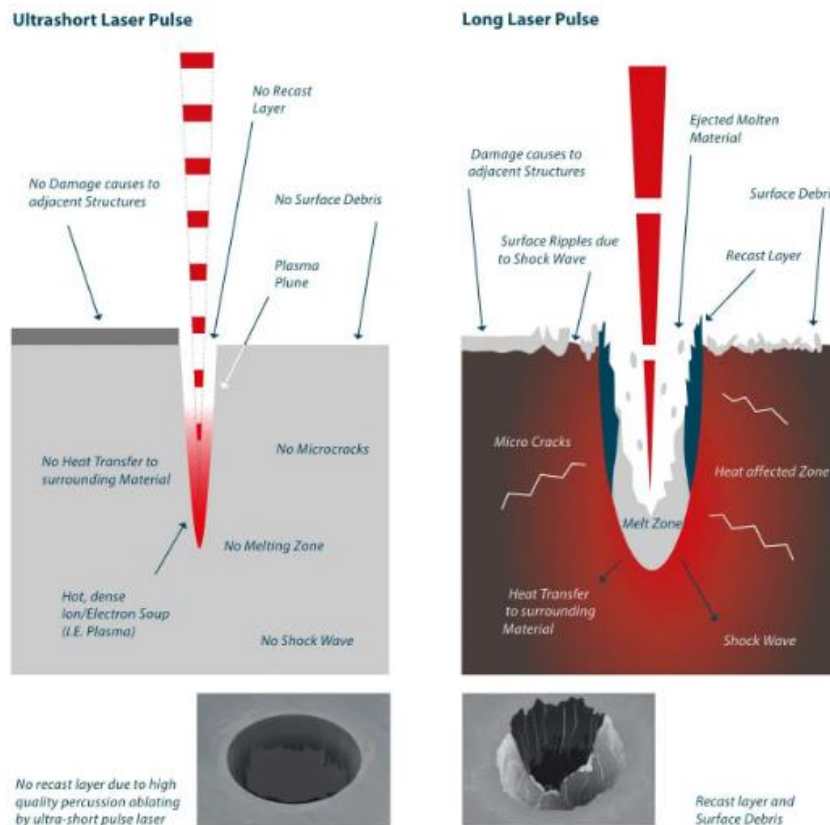 Ultrashort Laser Pulse
No Recast
Layer
No Damage causes to
adjacent Structures
No Surface Debris
Plasma
Plune
No Heat Transfer to
surrounding Material
No Microcracks
No Melting Zone
Hot, dense
Ion/Electron Soup
(I.E. Plasma)
No Shock Wave
No recast layer due to high
quality percussion ablating
by ultra-short pulse laser
Long Laser Pulse
Ejected Molten
Material
Damage causes to
adjacent Structures
Surface Debris
Surface Ripples due
to Shock Wave
Recast Layer
Micro Cracks
Heat affected Zone
Melt Zone
Heat Transfer
to surrounding
Material
Shock Wave
Recast layer and
Surface Debris